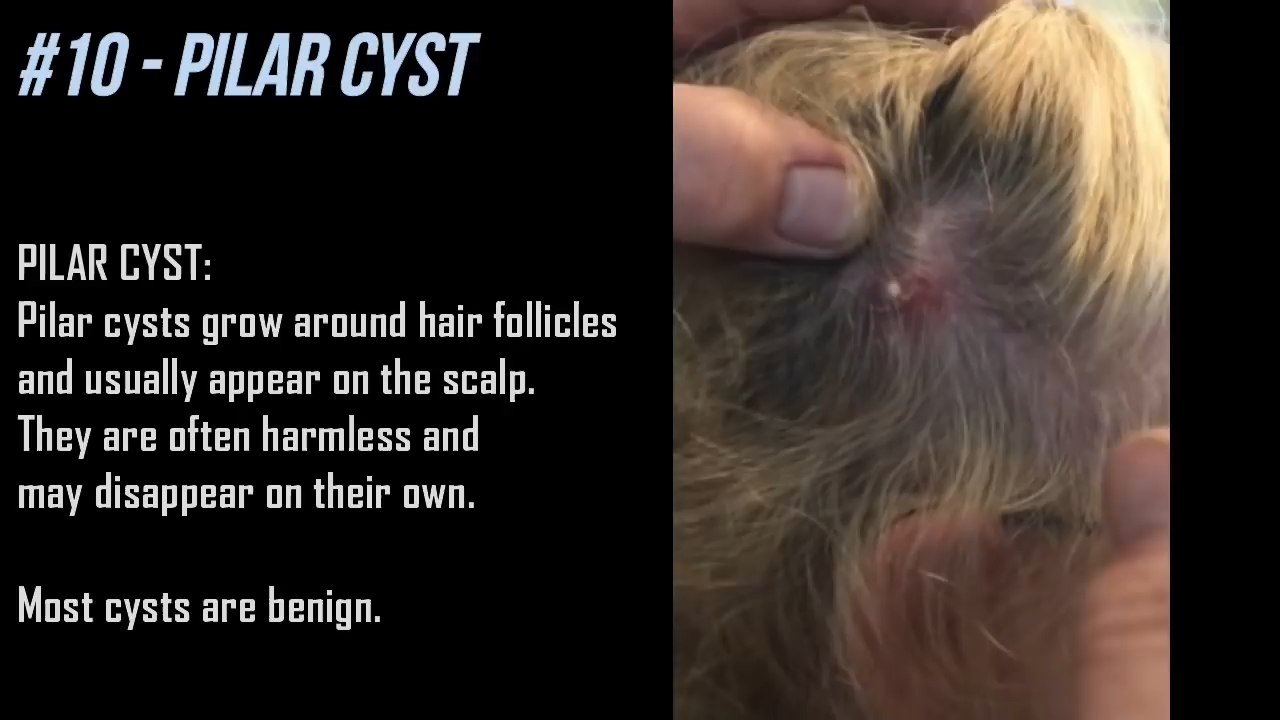 #10 - PILAR CYST
PILAR CYST:
Pilar cysts grow around hair follicles
and usually appear on the scalp.
They are often harmless and
may disappear on their own.
Most cysts are benign.